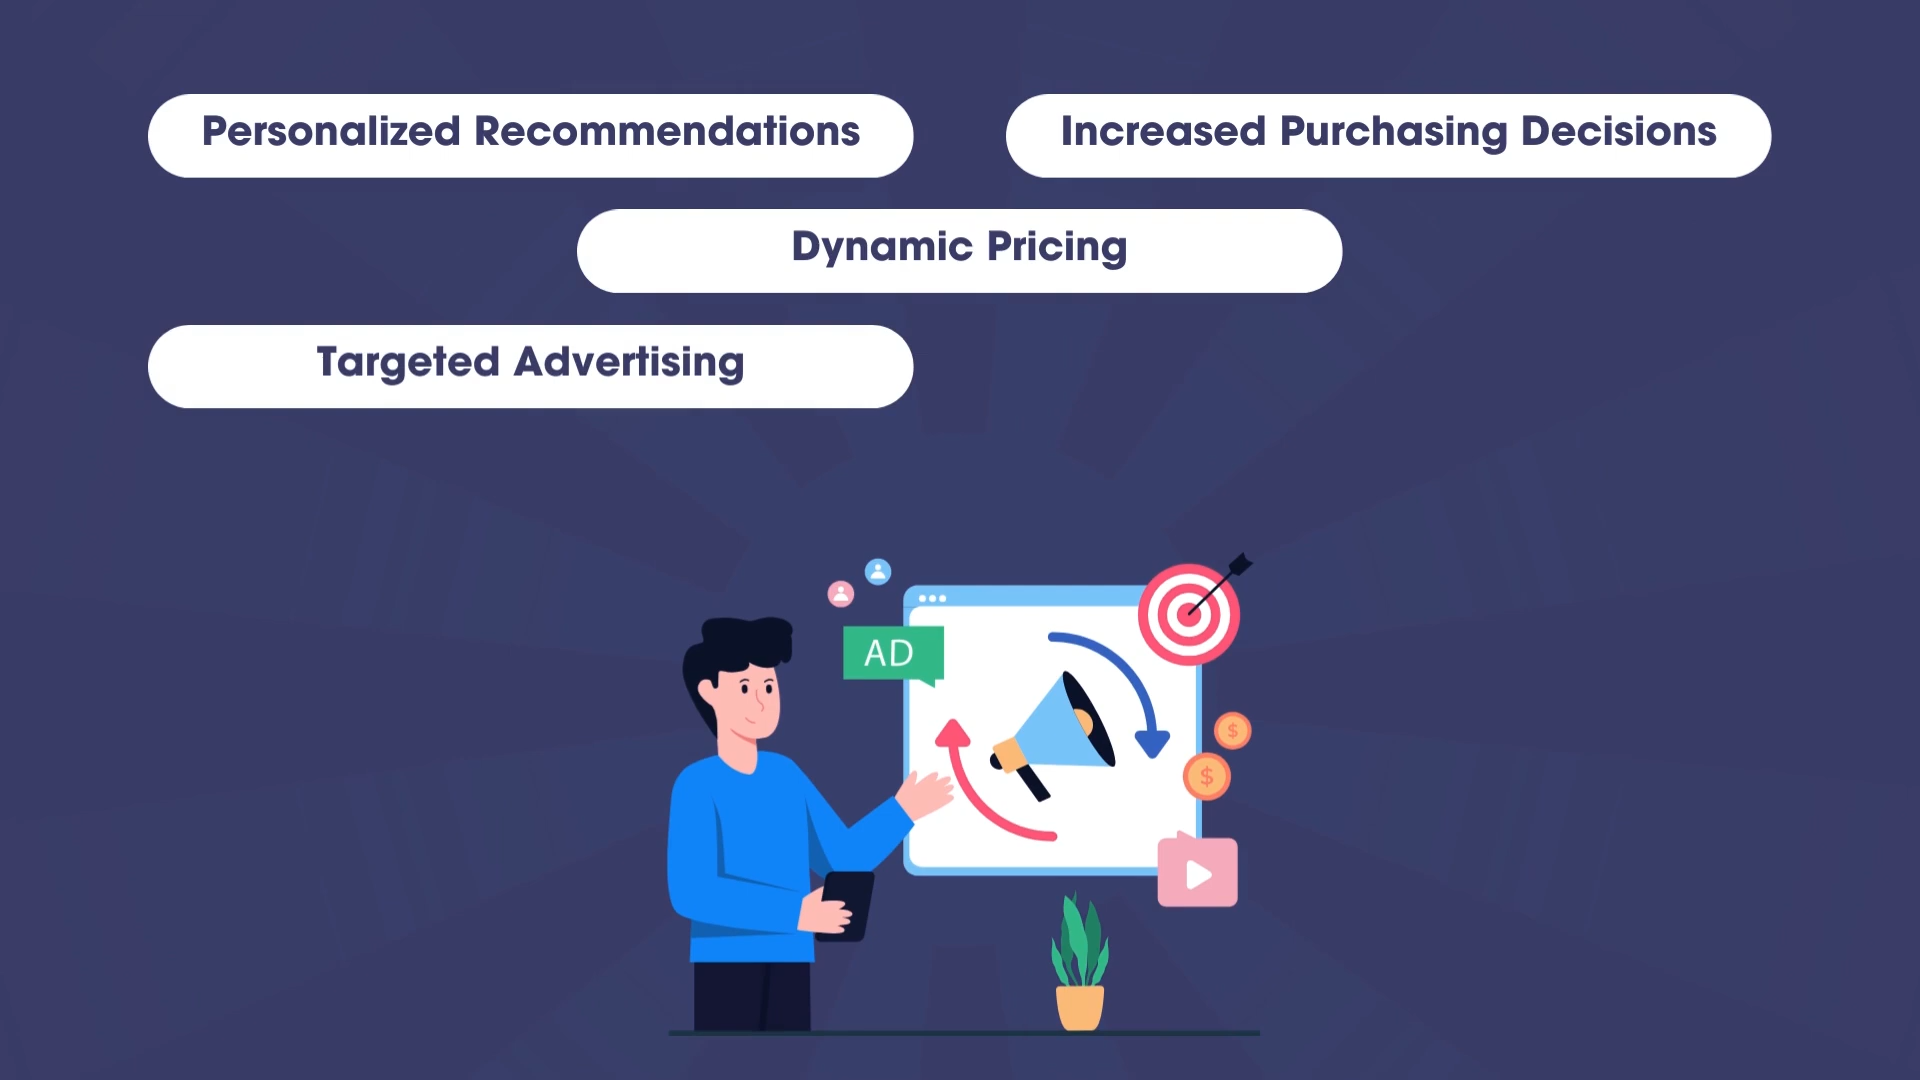 Personalized Recommendations
Increased Purchasing Decisions
Dynamic Pricing
Targeted Advertising
AD
$
$